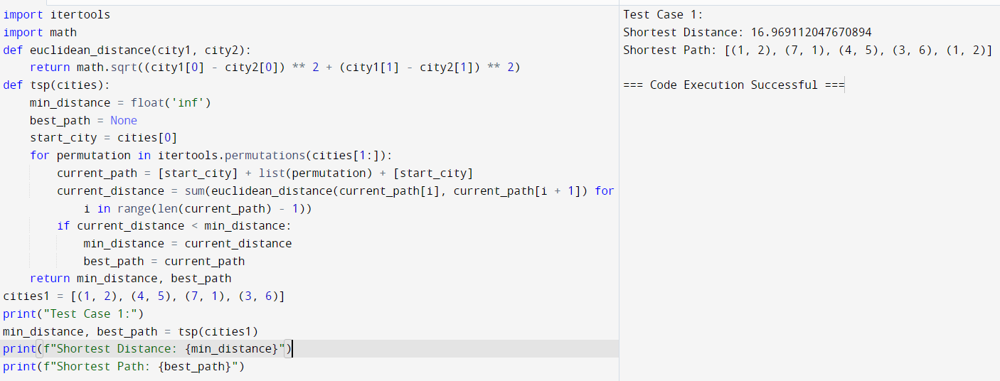 import itertools
import math
def euclidean_distance(city1, city2):
    return math.sqrt((city1[0] - city2[0]) ** 2 + (city1[1] - city2[1]) ** 2)
def tsp(cities):
    min_distance = float('inf')
    best_path = None
    start_city = cities[0]
    for permutation in itertools.permutations(cities[1:]):
        current_path = [start_city] + list(permutation) + [start_city]
        current_distance = sum(euclidean_distance(current_path[i], current_path[i + 1]) for
            i in range(len(current_path) - 1))
        if current_distance < min_distance:
            min_distance = current_distance
            best_path = current_path
    return min_distance, best_path
cities1 = [(1, 2), (4, 5), (7, 1), (3, 6)]
print("Test Case 1:")
min_distance, best_path = tsp(cities1)
print(f"Shortest Distance: {min_distance}")
print(f"Shortest Path: {best_path}")
Test Case 1:
Shortest Distance: 16.969112047670894
Shortest Path: [(1, 2), (7, 1), (4, 5), (3, 6), (1, 2)]
=== Code Execution Successful ===